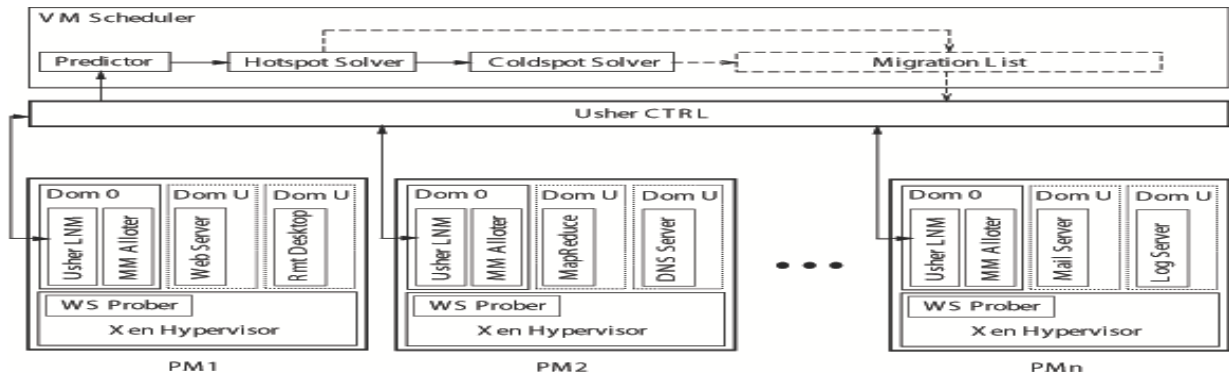 VM Scheduler
Predictor
Hotspot Solver
Coldspot Solver
Migration List
Usher CTRL
Dom 0
Dom U
Dom U
Usher LNM
MM Alloter
Web Server
Rmt Desktop
WS Prober
Xen Hypervisor
PM1
Dom 0
Dom U
Dom U
Usher LNM
MM Alloter
MapReduce
DNS Server
WS Prober
Xen Hypervisor
PM2
Dom 0
Dom U
Dom U
Usher LNM
MM Alloter
Mail Server
Log Server
WS Prober
Xen Hypervisor
PMn